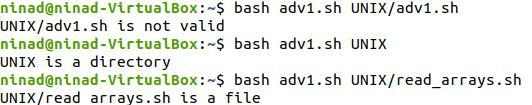 ninad@ninad-VirtualBox:~$ bash adv1.sh UNIX/adv1.sh
UNIX/adv1.sh is not valid
ninad@ninad-VirtualBox:~$ bash adv1.sh UNIX
UNIX is a directory
ninad@ninad-VirtualBox:~$ bash adv1.sh UNIX/read_arrays.sh
UNIX/read_arrays.sh is a file